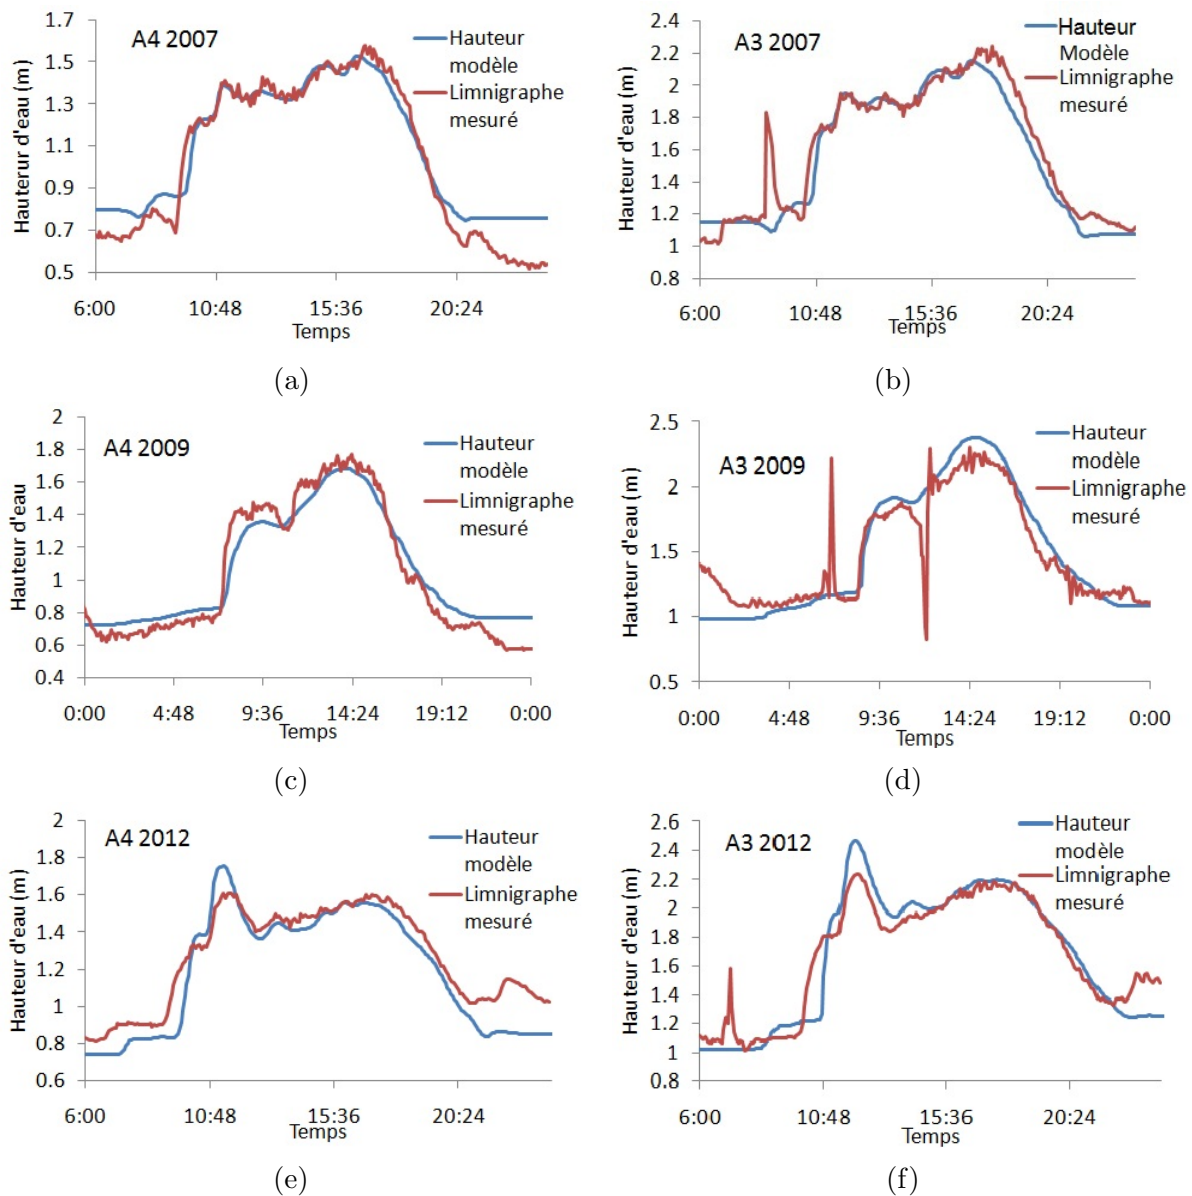 A4 2007
Hauteur
modèle
Limnigraphe
mesuré
Hauterur d'eau (m)
1.7
1.5
1.3
1.1
0.9
0.7
0.5
6:00 10:48 15:36 20:24
Temps
(a)
A3 2007
Hauteur
Modèle
Limnigraphe
mesuré
Hauteur d'eau (m)
2.4
2.2
2
1.8
1.6
1.4
1.2
1
0.8
6:00 10:48 15:36 20:24
Temps
(b)
A4 2009
Hauteur
modèle
Limnigraphe
mesuré
Hauteur d'eau
2
1.8
1.6
1.4
1.2
1
0.8
0.6
0.4
0:00 4:48 9:36 14:24 19:12 0:00
Temps
(c)
A3 2009
Hauteur
modèle
Limnigraphe
mesuré
Hauteur d'eau (m)
2.5
2
1.5
1
0.5
0:00 4:48 9:36 14:24 19:12 0:00
Temps
(d)
A4 2012
Hauteur
modèle
Limnigraphe
mesuré
Hauteur d'eau (m)
2
1.8
1.6
1.4
1.2
1
0.8
0.6
6:00 10:48 15:36 20:24
Temps
(e)
A3 2012
Hauteur
modèle
Limnigraphe
mesuré
Hauteur d'eau (m)
2.6
2.4
2.2
2
1.8
1.6
1.4
1.2
1
0.8
6:00 10:48 15:36 20:24
Temps
(f)